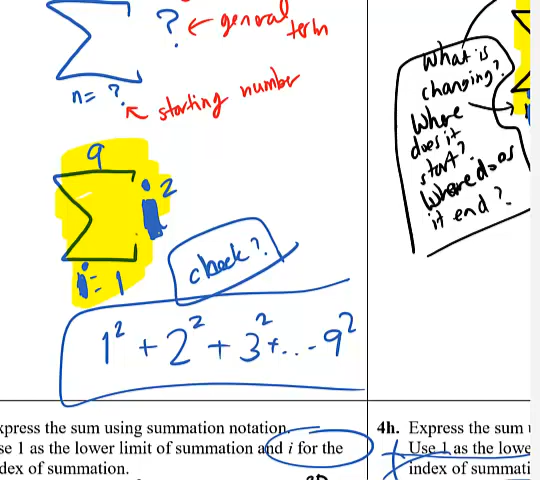 ? ← general
term
∑
n= ?
↖ starting number
What is
changing?
Where
does it
start?
Where does
it end?
9
∑ i²
i = 1
check?
1² + 2² + 3² + ... - 9²
xpress the sum using summation notation.
se 1 as the lower limit of summation and i for the
dex of summation.
4h. Express the sum
Use 1 as the lowe
index of summati